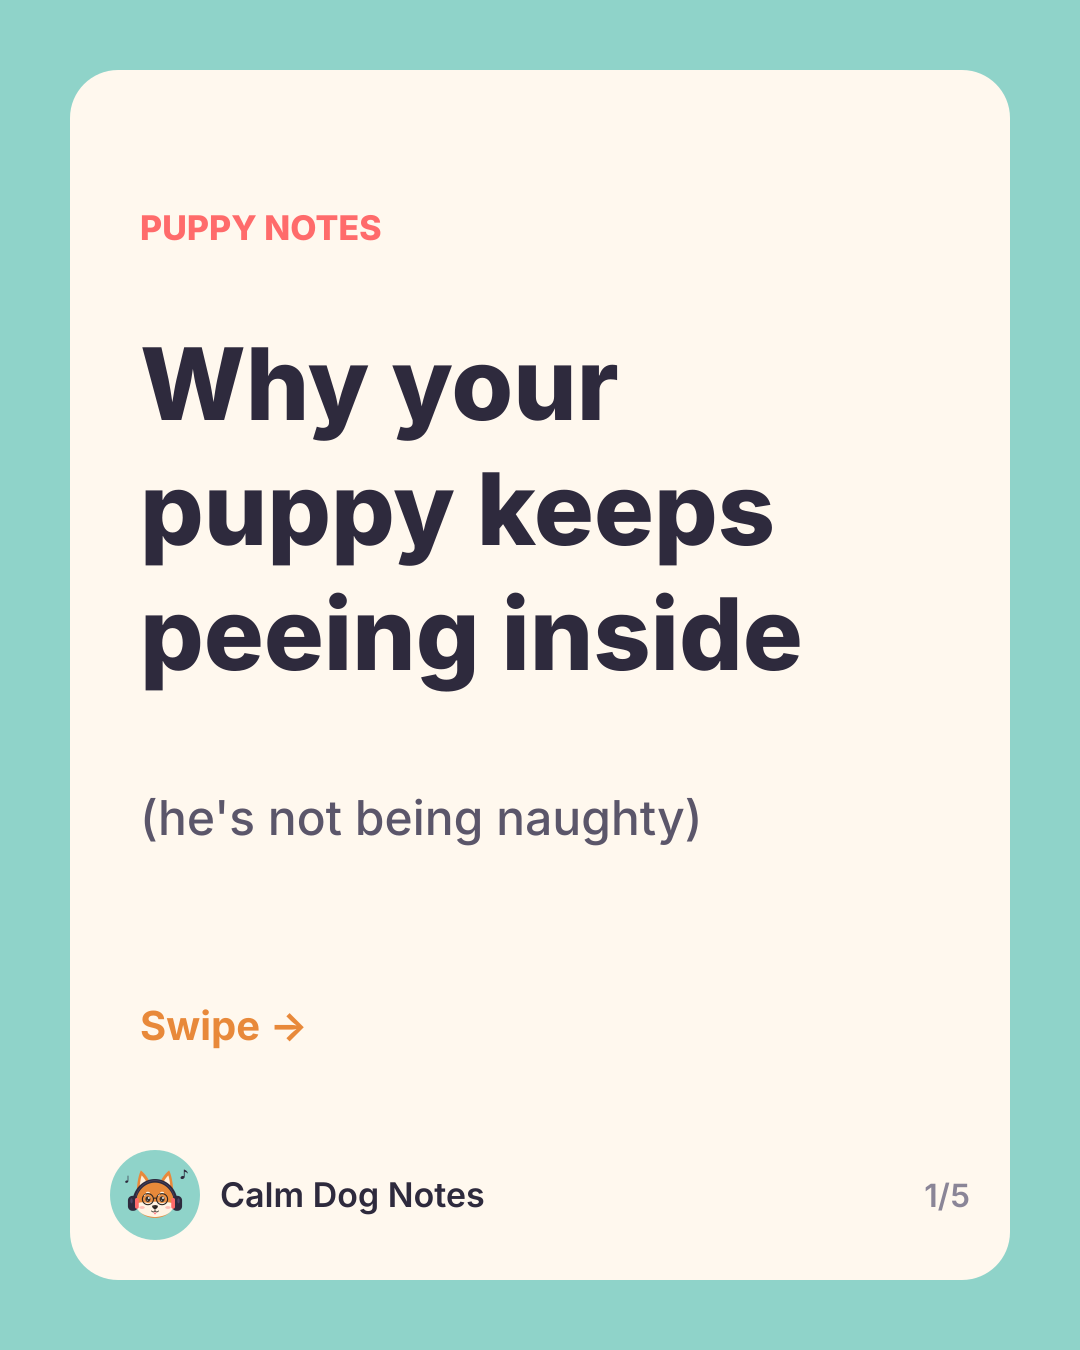 PUPPY NOTES
Why your
puppy keeps
peeing inside
(he's not being naughty)
Swipe →
Calm Dog Notes
1/5